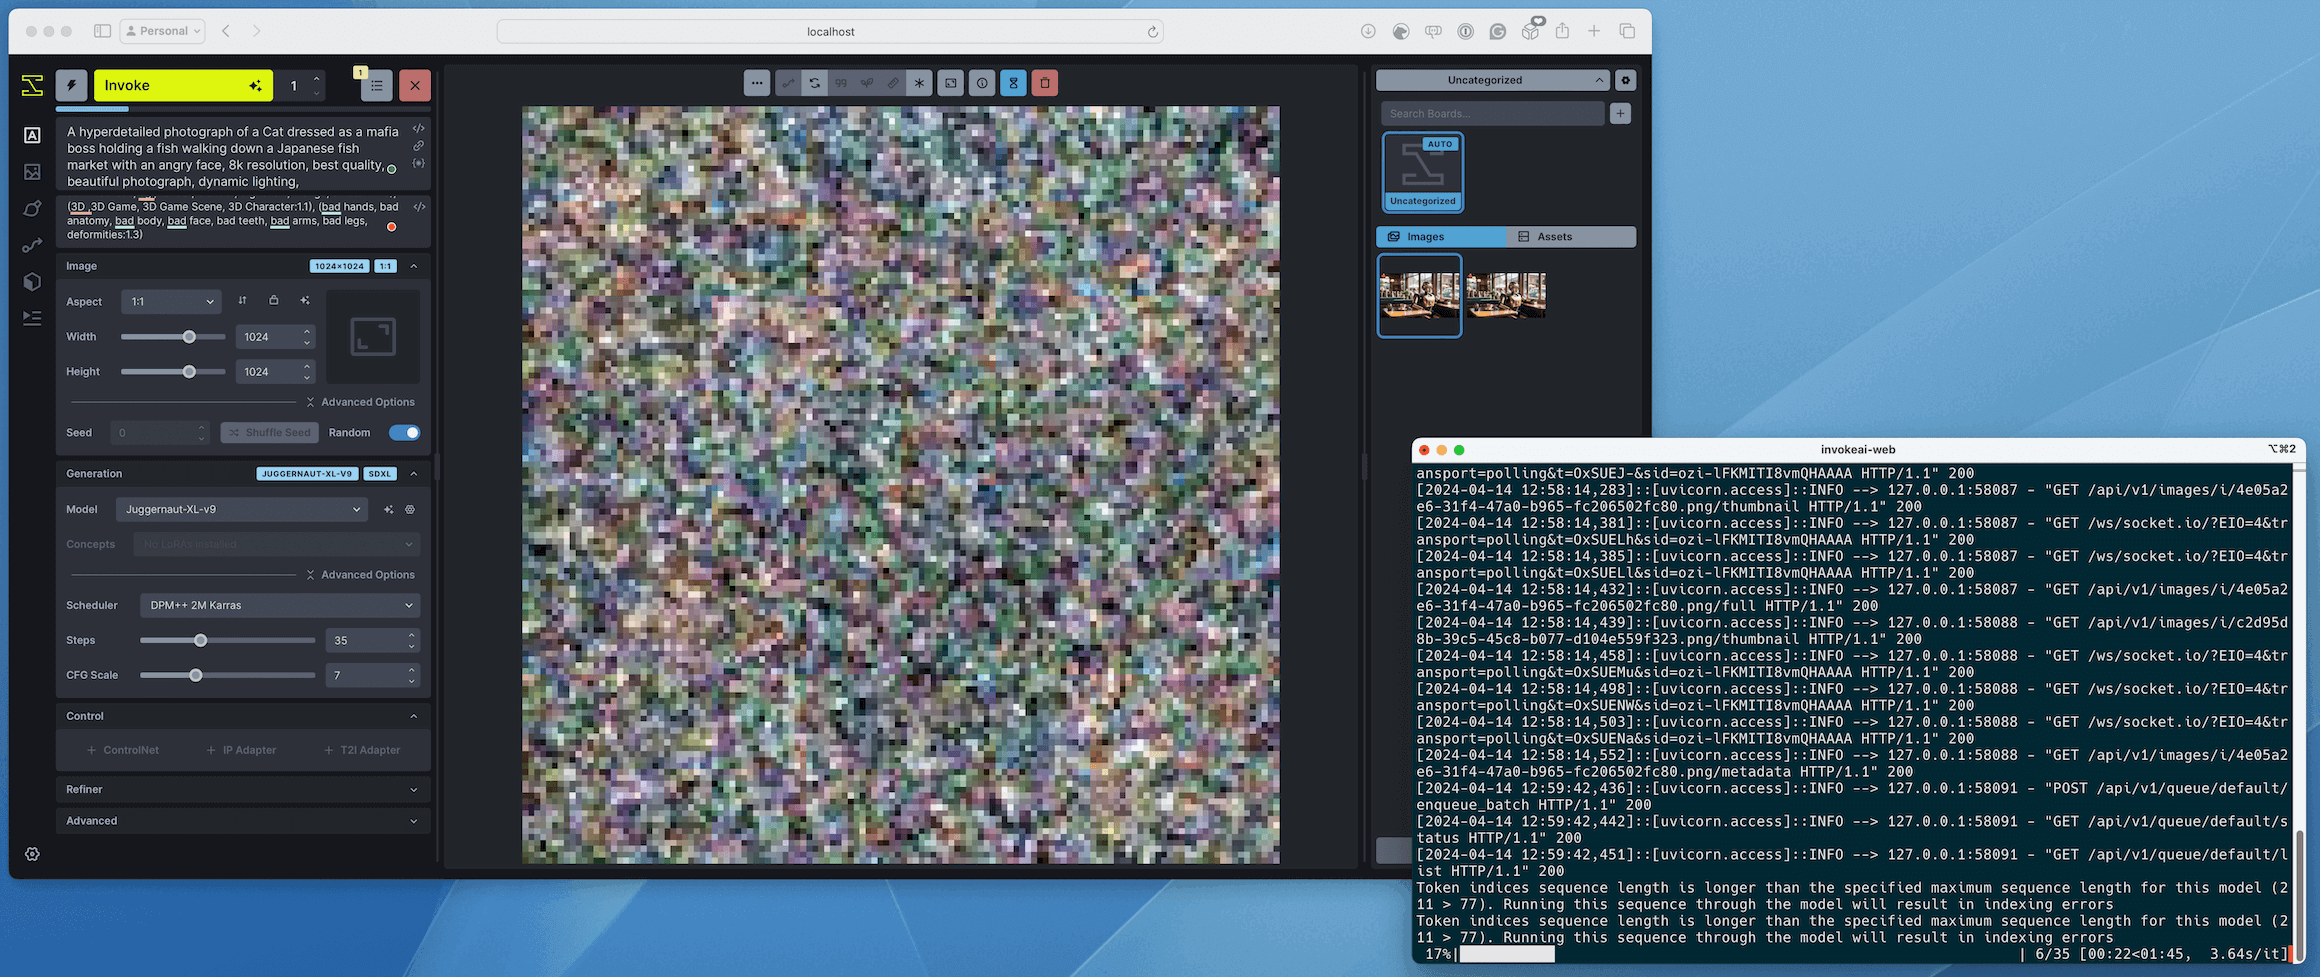 Personal
localhost
Invoke
1
1
A hyperdetailed photograph of a Cat dressed as a mafia
boss holding a fish walking down a Japanese fish
market with an angry face, 8k resolution, best quality,
beautiful photograph, dynamic lighting,
(3D ,3D Game, 3D Game Scene, 3D Character:1.1), (bad hands, bad
anatomy, bad body, bad face, bad teeth, bad arms, bad legs,
deformities:1.3)
Image
1024×1024
1:1
Aspect
1:1
Width
1024
Height
1024
Advanced Options
Seed
0
Shuffle Seed
Random
Generation
JUGGERNAUT-XL-V9
SDXL
Model
Juggernaut-XL-v9
Concepts
No LoRAs installed
Advanced Options
Scheduler
DPM++ 2M Karras
Steps
35
CFG Scale
7
Control
+ ControlNet
+ IP Adapter
+ T2I Adapter
Refiner
Advanced
Uncategorized
Search Boards...
AUTO
Uncategorized
Images
Assets
invokeai-web
⌥⌘2
ansport=polling&t=OxSUEJ-&sid=ozi-lFKMITI8vmQHAAAA HTTP/1.1" 200
[2024-04-14 12:58:14,283]::[uvicorn.access]::INFO --> 127.0.0.1:58087 - "GET /api/v1/images/i/4e05a2
e6-31f4-47a0-b965-fc206502fc80.png/thumbnail HTTP/1.1" 200
[2024-04-14 12:58:14,381]::[uvicorn.access]::INFO --> 127.0.0.1:58087 - "GET /ws/socket.io/?EIO=4&tr
ansport=polling&t=OxSUELh&sid=ozi-lFKMITI8vmQHAAAA HTTP/1.1" 200
[2024-04-14 12:58:14,385]::[uvicorn.access]::INFO --> 127.0.0.1:58087 - "GET /ws/socket.io/?EIO=4&tr
ansport=polling&t=OxSUELl&sid=ozi-lFKMITI8vmQHAAAA HTTP/1.1" 200
[2024-04-14 12:58:14,432]::[uvicorn.access]::INFO --> 127.0.0.1:58087 - "GET /api/v1/images/i/4e05a2
e6-31f4-47a0-b965-fc206502fc80.png/full HTTP/1.1" 200
[2024-04-14 12:58:14,439]::[uvicorn.access]::INFO --> 127.0.0.1:58088 - "GET /api/v1/images/i/c2d95d
8b-39c5-45c8-b077-d104e559f323.png/thumbnail HTTP/1.1" 200
[2024-04-14 12:58:14,458]::[uvicorn.access]::INFO --> 127.0.0.1:58088 - "GET /ws/socket.io/?EIO=4&tr
ansport=polling&t=OxSUEMu&sid=ozi-lFKMITI8vmQHAAAA HTTP/1.1" 200
[2024-04-14 12:58:14,498]::[uvicorn.access]::INFO --> 127.0.0.1:58088 - "GET /ws/socket.io/?EIO=4&tr
ansport=polling&t=OxSUENW&sid=ozi-lFKMITI8vmQHAAAA HTTP/1.1" 200
[2024-04-14 12:58:14,503]::[uvicorn.access]::INFO --> 127.0.0.1:58088 - "GET /ws/socket.io/?EIO=4&tr
ansport=polling&t=OxSUENa&sid=ozi-lFKMITI8vmQHAAAA HTTP/1.1" 200
[2024-04-14 12:58:14,552]::[uvicorn.access]::INFO --> 127.0.0.1:58088 - "GET /api/v1/images/i/4e05a2
e6-31f4-47a0-b965-fc206502fc80.png/metadata HTTP/1.1" 200
[2024-04-14 12:59:42,436]::[uvicorn.access]::INFO --> 127.0.0.1:58091 - "POST /api/v1/queue/default/
enqueue_batch HTTP/1.1" 200
[2024-04-14 12:59:42,442]::[uvicorn.access]::INFO --> 127.0.0.1:58091 - "GET /api/v1/queue/default/s
tatus HTTP/1.1" 200
[2024-04-14 12:59:42,451]::[uvicorn.access]::INFO --> 127.0.0.1:58091 - "GET /api/v1/queue/default/l
ist HTTP/1.1" 200
Token indices sequence length is longer than the specified maximum sequence length for this model (2
11 > 77). Running this sequence through the model will result in indexing errors
Token indices sequence length is longer than the specified maximum sequence length for this model (2
11 > 77). Running this sequence through the model will result in indexing errors
17%| | 6/35 [00:22<01:45, 3.64s/it]